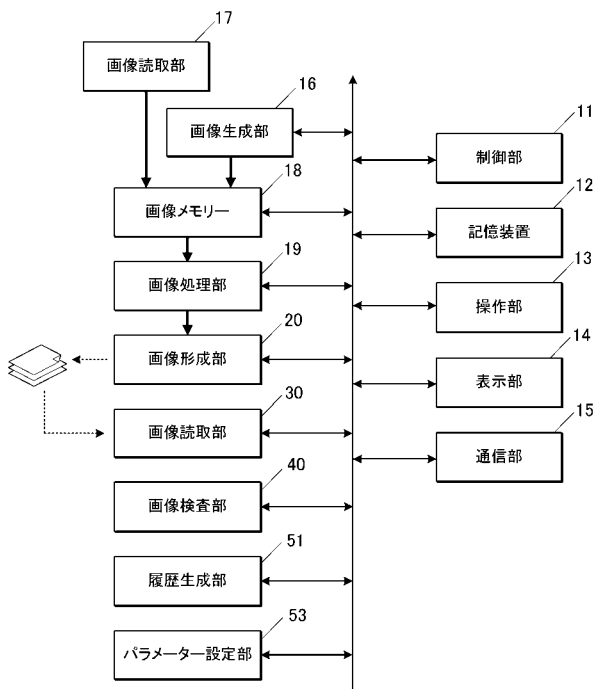 17
画像読取部
16
画像生成部
11
制御部
18
画像メモリー
12
記憶装置
19
画像処理部
13
操作部
20
画像形成部
14
表示部
30
画像読取部
15
通信部
40
画像検査部
51
履歴生成部
53
パラメーター設定部